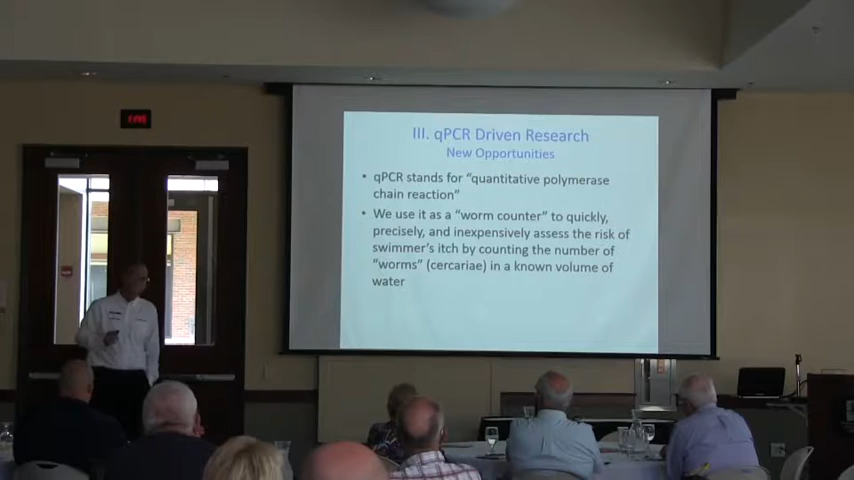 III. qPCR Driven Research
New Opportunities
• qPCR stands for "quantitative polymerase
chain reaction"
• We use it as a "worm counter" to quickly,
precisely, and inexpensively assess the risk of
swimmer's itch by counting the number of
"worms" (cercariae) in a known volume of
water